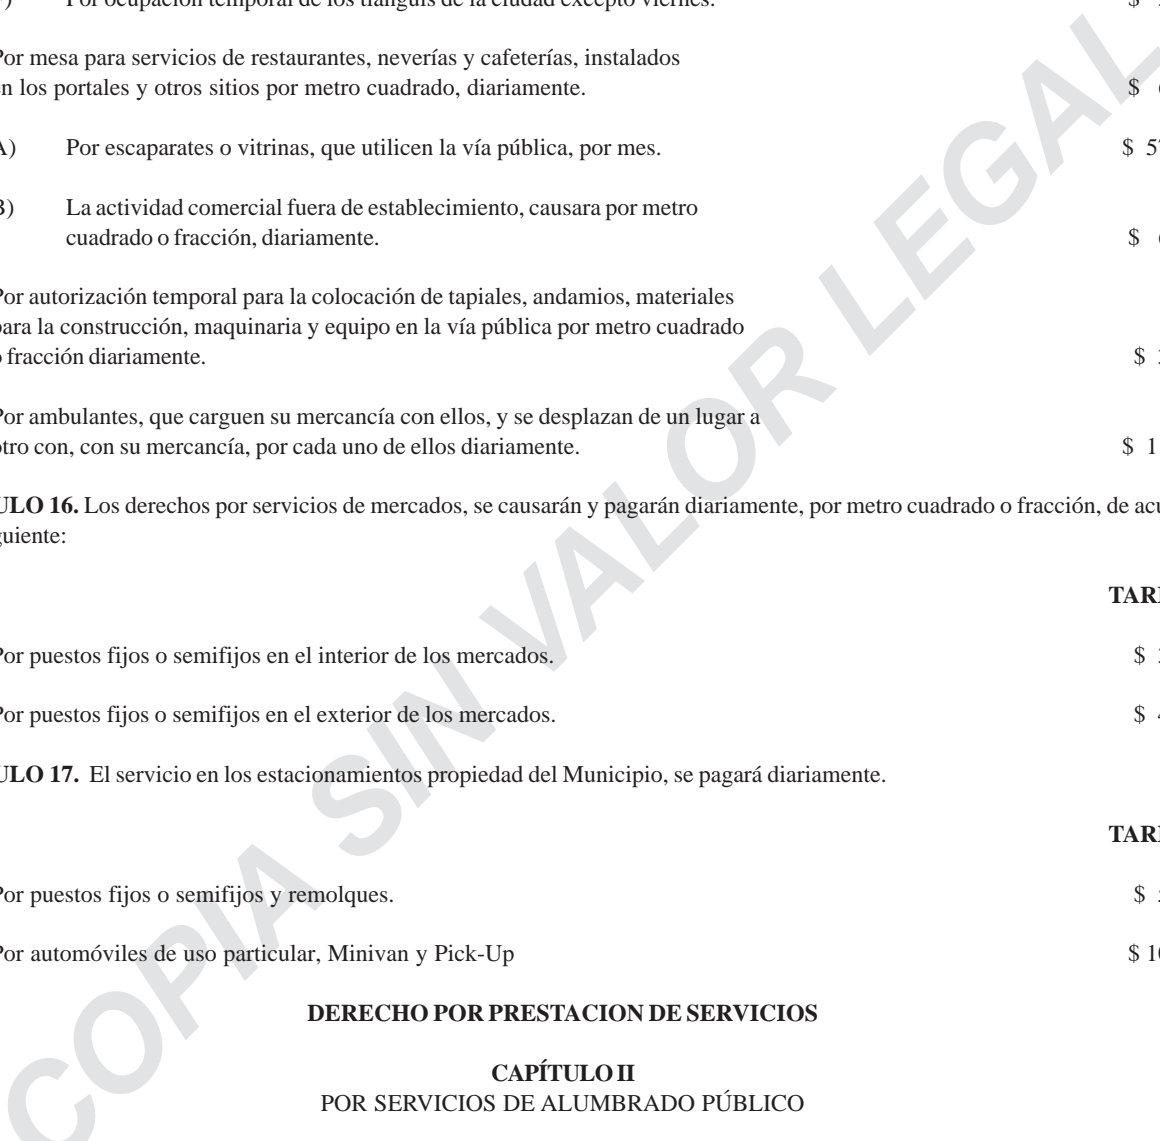 Por ocupación temporal de los tianguis de la ciudad excepto viernes. $
Por mesa para servicios de restaurantes, neverías y cafeterías, instalados
en los portales y otros sitios por metro cuadrado, diariamente. $
A) Por escaparates o vitrinas, que utilicen la vía pública, por mes. $ 57
B) La actividad comercial fuera de establecimiento, causara por metro
cuadrado o fracción, diariamente. $
Por autorización temporal para la colocación de tapiales, andamios, materiales
para la construcción, maquinaria y equipo en la vía pública por metro cuadrado
o fracción diariamente. $
Por ambulantes, que carguen su mercancía con ellos, y se desplazan de un lugar a
otro con, con su mercancía, por cada uno de ellos diariamente. $ 1
ULO 16. Los derechos por servicios de mercados, se causarán y pagarán diariamente, por metro cuadrado o fracción, de acu
guiente:
TARI
Por puestos fijos o semifijos en el interior de los mercados. $
Por puestos fijos o semifijos en el exterior de los mercados. $ 4
ULO 17. El servicio en los estacionamientos propiedad del Municipio, se pagará diariamente.
TARI
Por puestos fijos o semifijos y remolques. $
Por automóviles de uso particular, Minivan y Pick-Up $ 10
DERECHO POR PRESTACION DE SERVICIOS
CAPÍTULO II
POR SERVICIOS DE ALUMBRADO PÚBLICO
COPIA SIN VALOR LEGAL